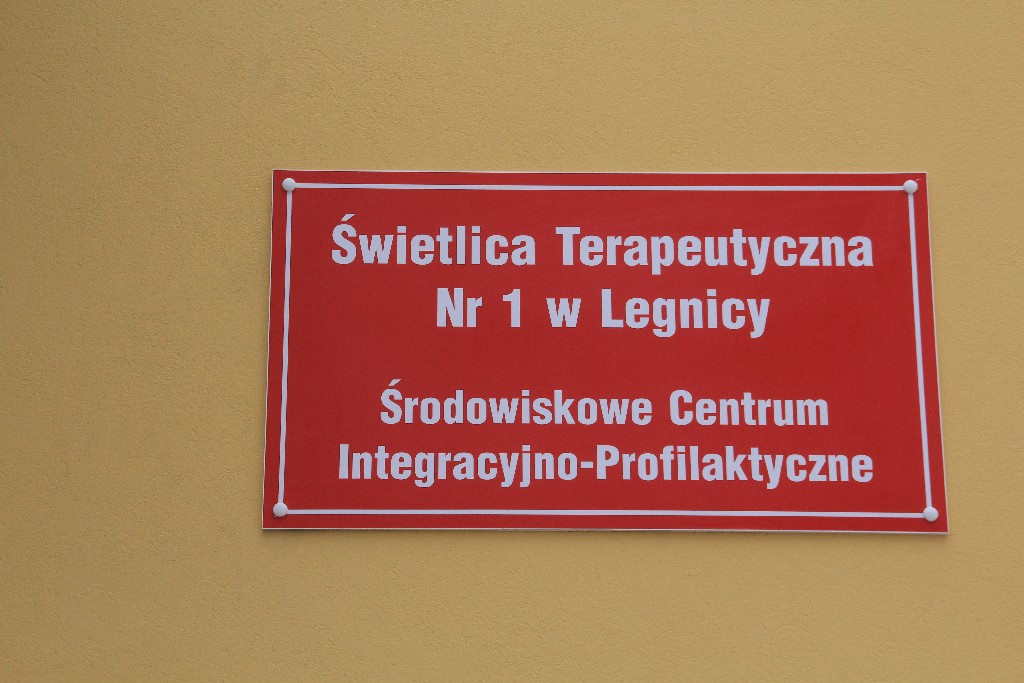 Świetlica Terapeutyczna
Nr 1 w Legnicy
Środowiskowe Centrum
Integracyjno-Profilaktyczne